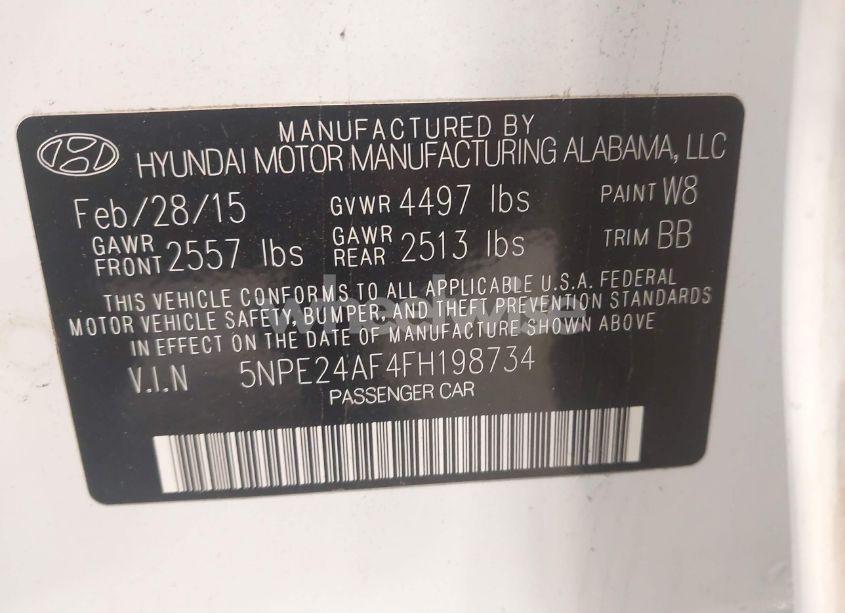 MANUFACTURED BY
HYUNDAI MOTOR MANUFACTURING ALABAMA, LLC
Feb/28/15 GVWR 4497 lbs PAINT W8
GAWR FRONT 2557 lbs GAWR REAR 2513 lbs TRIM BB
THIS VEHICLE CONFORMS TO ALL APPLICABLE U.S.A. FEDERAL
MOTOR VEHICLE SAFETY, BUMPER, AND THEFT PREVENTION STANDARDS
IN EFFECT ON THE DATE OF MANUFACTURE SHOWN ABOVE
V.I.N 5NPE24AF4FH198734
PASSENGER CAR